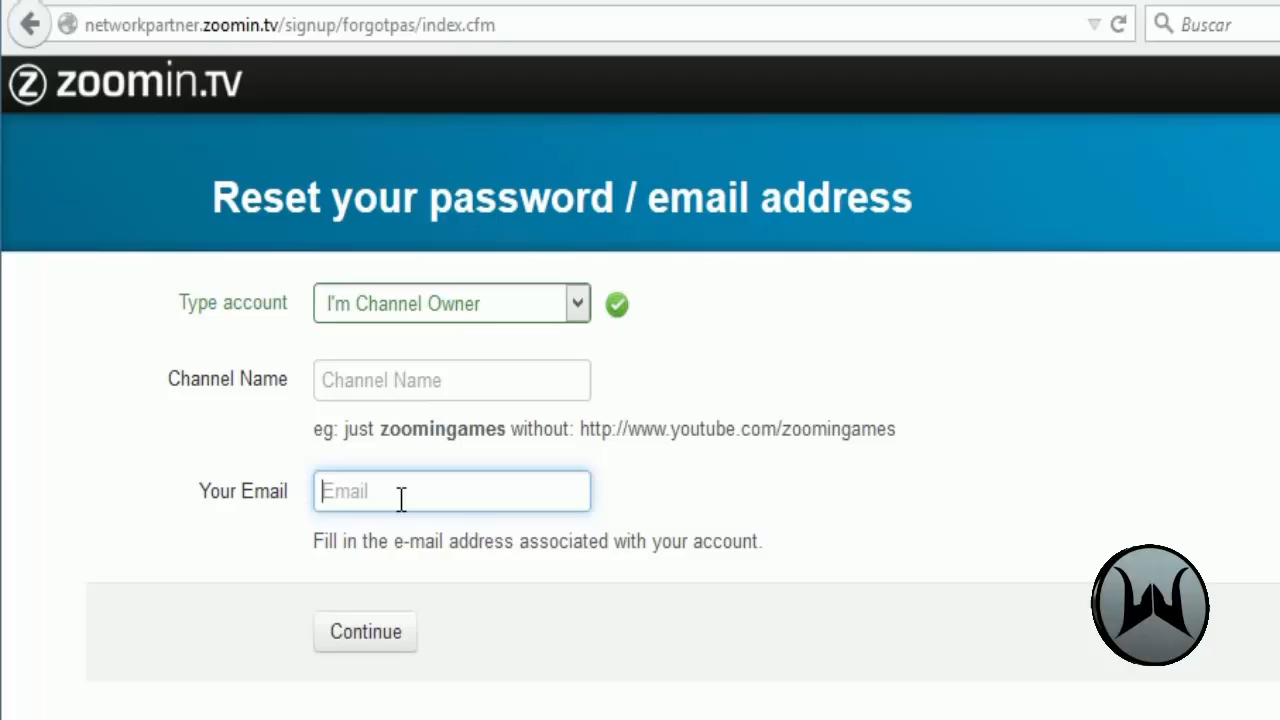 networkpartner.zoomin.tv/signup/forgotpas/index.cfm
Buscar
Z zoomin.TV
Reset your password / email address
Type account
I'm Channel Owner
Channel Name
Channel Name
eg: just zoomingames without: http://www.youtube.com/zoomingames
Your Email
Email
Fill in the e-mail address associated with your account.
Continue